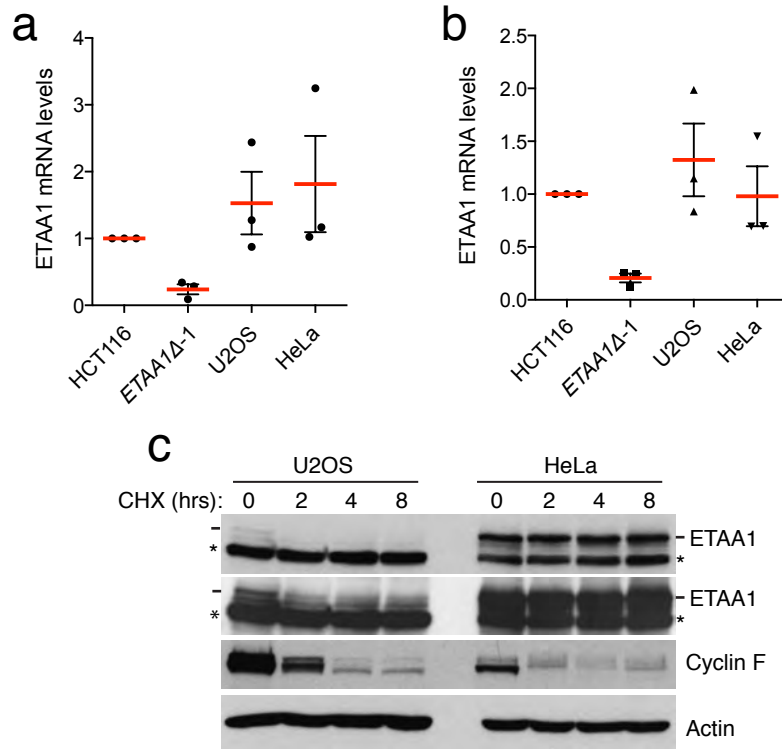 a
ETAA1 mRNA levels
4
3
2
1
0
HCT116
ETAA1Δ-1
U2OS
HeLa
b
ETAA1 mRNA levels
2.5
2.0
1.5
1.0
0.5
0.0
HCT116
ETAA1Δ-1
U2OS
HeLa
c
U2OS HeLa
CHX (hrs): 0 2 4 8 0 2 4 8
ETAA1
* *
ETAA1
* *
Cyclin F
Actin